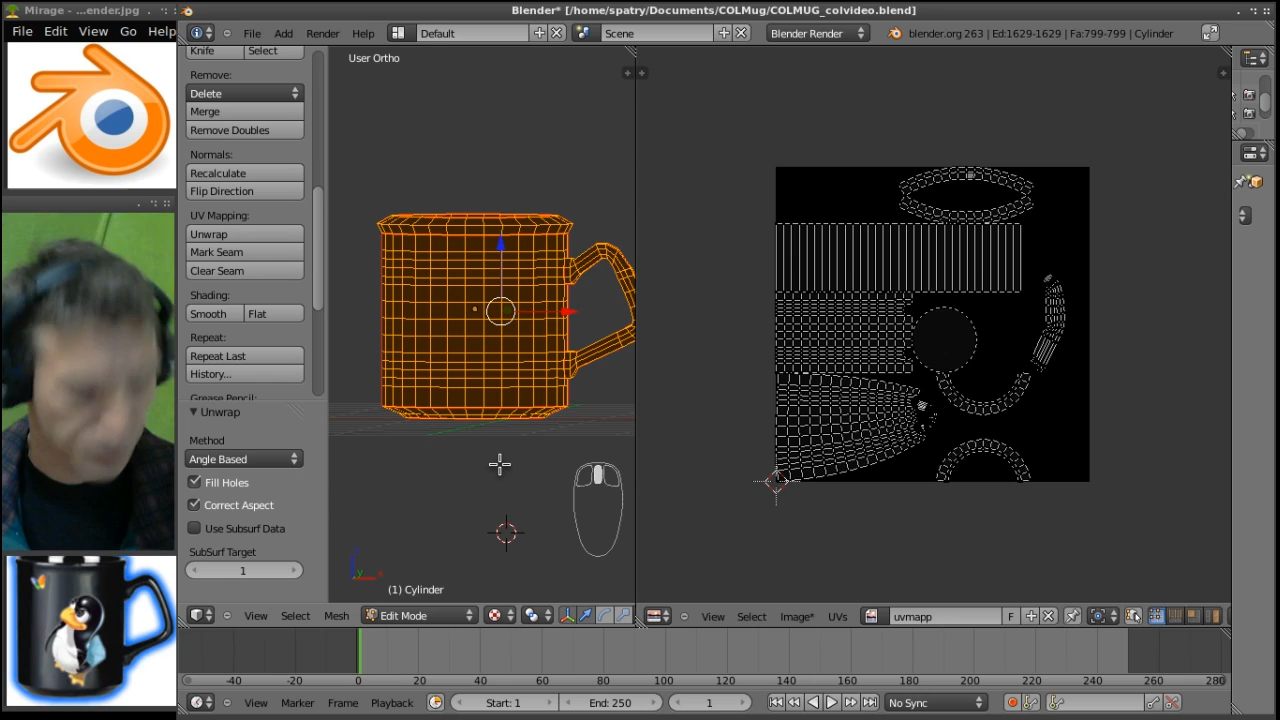 Mirage - ...ender.jpg
File Edit View Go Help
Blender* [/home/spatry/Documents/COLMug/COLMUG_colvideo.blend]
File Add Render Help
Default
Scene
Blender Render
blender.org 263 | Ed:1629-1629 | Fa:799-799 | Cylinder
Knife Select
Remove:
Delete
Merge
Remove Doubles
Normals:
Recalculate
Flip Direction
UV Mapping:
Unwrap
Mark Seam
Clear Seam
Shading:
Smooth Flat
Repeat:
Repeat Last
History...
Grease Pencil:
Unwrap
Method
Angle Based
Fill Holes
Correct Aspect
Use Subsurf Data
SubSurf Target
1
User Ortho
(1) Cylinder
View Select Mesh Edit Mode
View Select Image* UVs uvmapp F
-40 -20 0 20 40 60 80 100 120 140 160 180 200 220 240 260 280
View Marker Frame Playback Start: 1 End: 250 1 No Sync